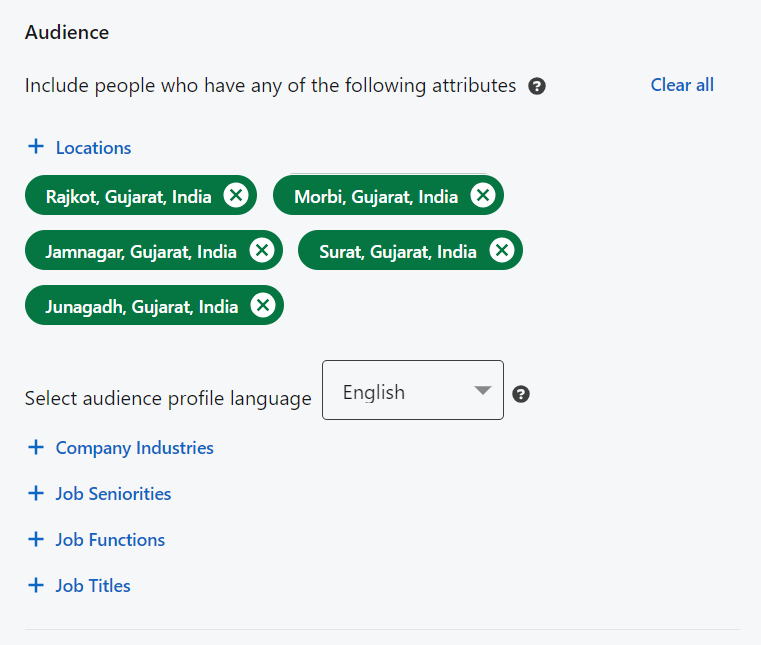 Audience
Include people who have any of the following attributes ?
Clear all
+ Locations
Rajkot, Gujarat, India
Morbi, Gujarat, India
Jamnagar, Gujarat, India
Surat, Gujarat, India
Junagadh, Gujarat, India
Select audience profile language English ?
+ Company Industries
+ Job Seniorities
+ Job Functions
+ Job Titles